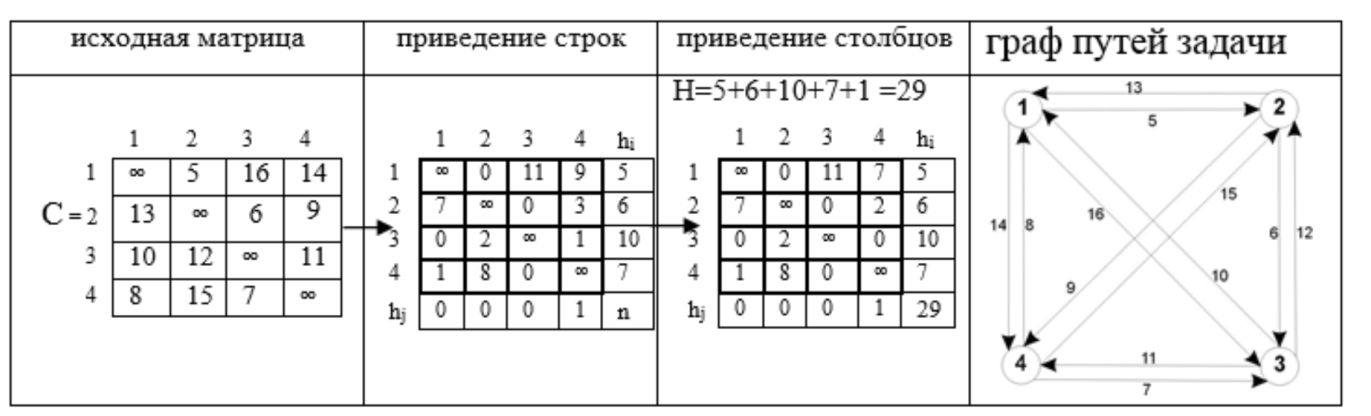 исходная матрица
приведение строк
приведение столбцов
граф путей задачи
1 2 3 4
1 ∞ 5 16 14
C = 2 13 ∞ 6 9
3 10 12 ∞ 11
4 8 15 7 ∞
1 2 3 4 hi
1 ∞ 0 11 9 5
2 7 ∞ 0 3 6
3 0 2 ∞ 1 10
4 1 8 0 ∞ 7
hj 0 0 0 1 n
H=5+6+10+7+1 =29
1 2 3 4 hi
1 ∞ 0 11 7 5
2 7 ∞ 0 2 6
3 0 2 ∞ 0 10
4 1 8 0 ∞ 7
hj 0 0 0 1 29
13
1 2
5
15
16
14 8 6 12
10
9
11
4 3
7